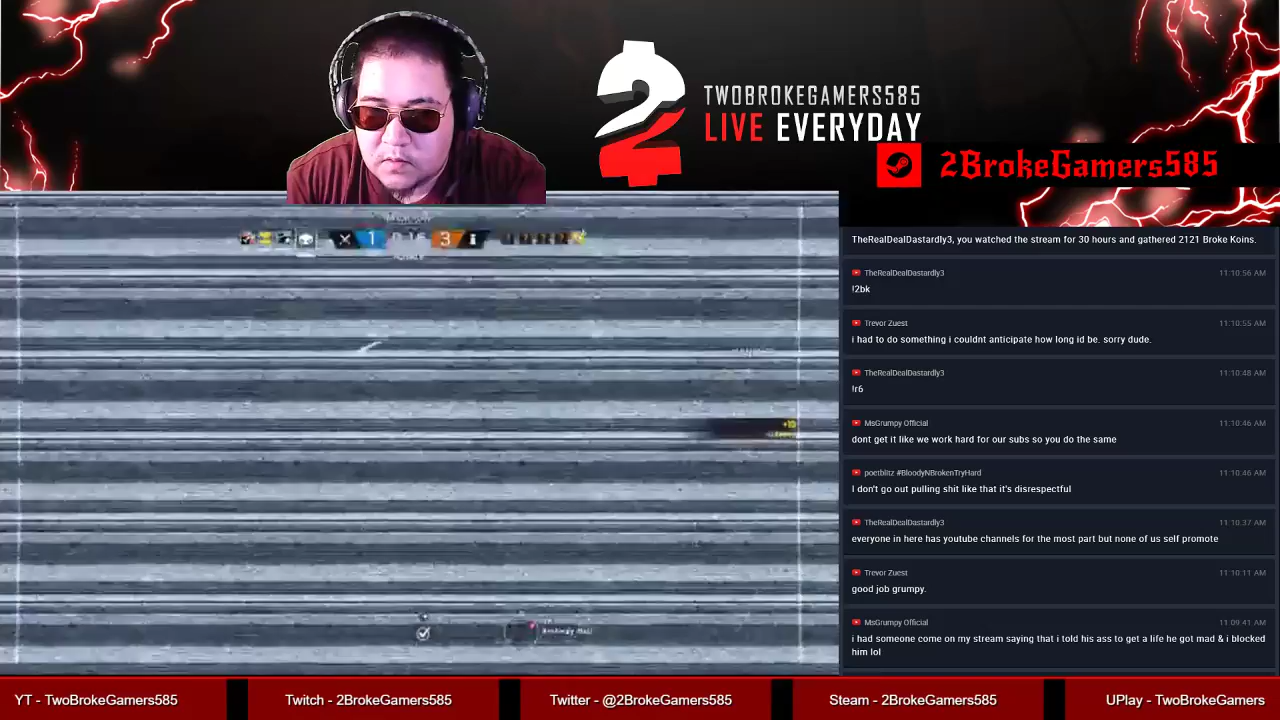 2
TWOBROKEGAMERS585
LIVE EVERYDAY
2BrokeGamers585
1
3
TheRealDealDastardly3, you watched the stream for 30 hours and gathered 2121 Broke Koins.
TheRealDealDastardly3 11:10:56 AM
!2bk
Trevor Zuest 11:10:55 AM
i had to do something i couldnt anticipate how long id be. sorry dude.
TheRealDealDastardly3 11:10:48 AM
!r6
MsGrumpy Official 11:10:46 AM
dont get it like we work hard for our subs so you do the same
poetblitz #BloodyNBrokenTryHard 11:10:46 AM
I don't go out pulling shit like that it's disrespectful
TheRealDealDastardly3 11:10:37 AM
everyone in here has youtube channels for the most part but none of us self promote
Trevor Zuest 11:10:11 AM
good job grumpy.
MsGrumpy Official 11:09:41 AM
i had someone come on my stream saying that i told his ass to get a life he got mad & i blocked
him lol
YT - TwoBrokeGamers585
Twitch - 2BrokeGamers585
Twitter - @2BrokeGamers585
Steam - 2BrokeGamers585
UPlay - TwoBrokeGamers